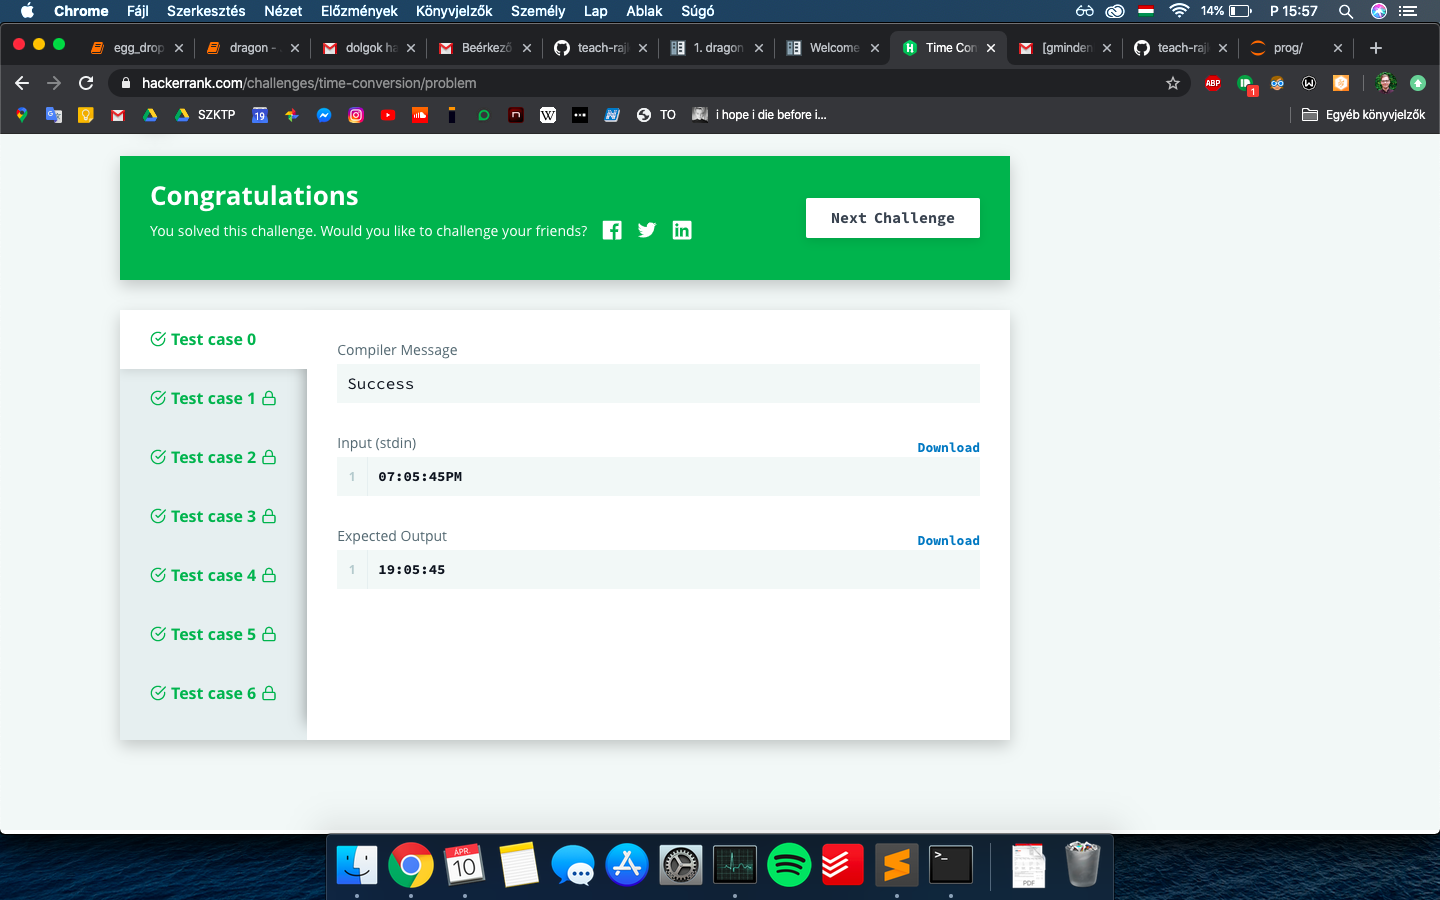 Chrome Fájl Szerkesztés Nézet Előzmények Könyvjelzők Személy Lap Ablak Súgó 14% P 15:57
egg_drop dragon - dolgok ha Beérkező teach-raj 1. dragon Welcome Time Con [gminden teach-raj prog/
hackerrank.com/challenges/time-conversion/problem ABP 1
SZKTP 19 TO i hope i die before i... Egyéb könyvjelzők
Congratulations
You solved this challenge. Would you like to challenge your friends?
Next Challenge
Test case 0
Test case 1
Test case 2
Test case 3
Test case 4
Test case 5
Test case 6
Compiler Message
Success
Input (stdin)
Download
1 07:05:45PM
Expected Output
Download
1 19:05:45
ÁPR.
10
>_
PDF